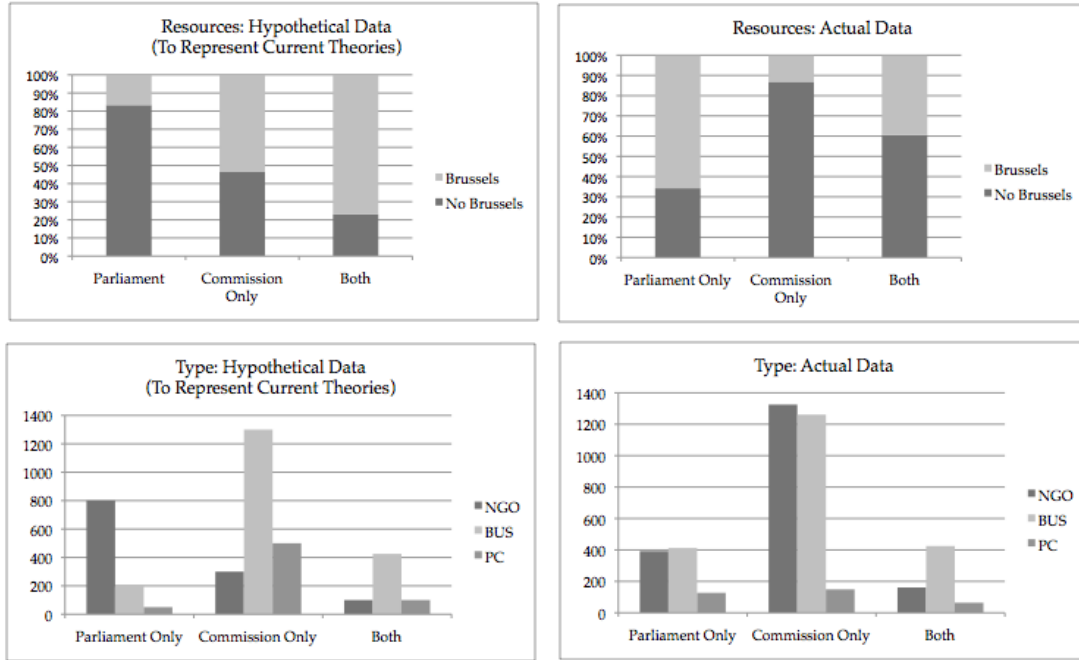 Resources: Hypothetical Data
(To Represent Current Theories)
100%
90%
80%
70%
60%
50%
40%
30%
20%
10%
0%
Parliament
Commission
Only
Both
Brussels
No Brussels
Resources: Actual Data
100%
90%
80%
70%
60%
50%
40%
30%
20%
10%
0%
Parliament Only
Commission
Only
Both
Brussels
No Brussels
Type: Hypothetical Data
(To Represent Current Theories)
1400
1200
1000
800
600
400
200
0
Parliament Only
Commission Only
Both
NGO
BUS
PC
Type: Actual Data
1400
1200
1000
800
600
400
200
0
Parliament Only
Commission Only
Both
NGO
BUS
PC